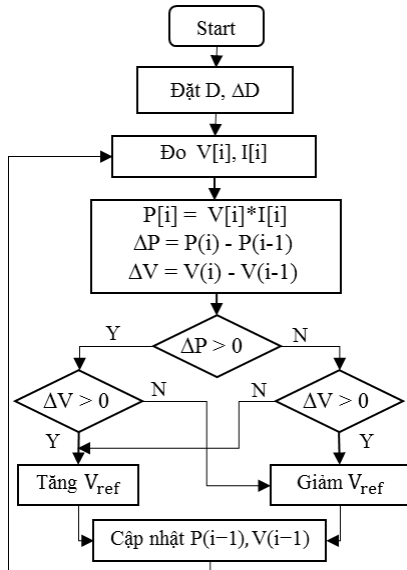 Start
Đặt D, ΔD
Đo V[i], I[i]
P[i] = V[i]*I[i]
ΔP = P(i) - P(i-1)
ΔV = V(i) - V(i-1)
Y
ΔP > 0
N
ΔV > 0
N
N
ΔV > 0
Y
Y
Tăng Vref
Giảm Vref
Cập nhật P(i−1), V(i−1)